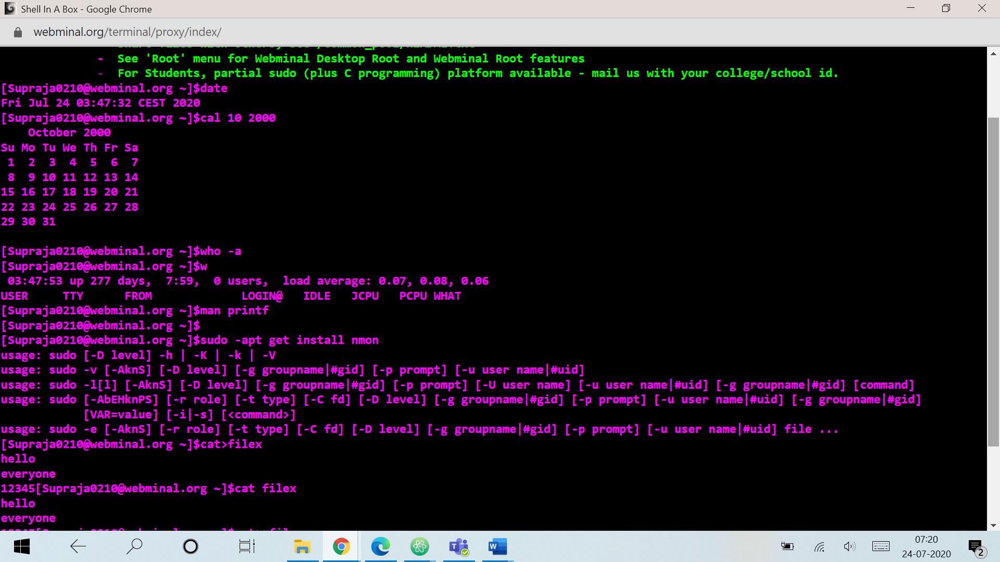 Shell In A Box - Google Chrome
webminal.org/terminal/proxy/index/
- See 'Root' menu for Webminal Desktop Root and Webminal Root features
- For Students, partial sudo (plus C programming) platform available - mail us with your college/school id.
[Supraja0210@webminal.org ~]$date
Fri Jul 24 03:47:32 CEST 2020
[Supraja0210@webminal.org ~]$cal 10 2000
October 2000
Su Mo Tu We Th Fr Sa
1 2 3 4 5 6 7
8 9 10 11 12 13 14
15 16 17 18 19 20 21
22 23 24 25 26 27 28
29 30 31
[Supraja0210@webminal.org ~]$who -a
[Supraja0210@webminal.org ~]$w
03:47:53 up 277 days, 7:59, 0 users, load average: 0.07, 0.08, 0.06
USER TTY FROM LOGIN@ IDLE JCPU PCPU WHAT
[Supraja0210@webminal.org ~]$man printf
[Supraja0210@webminal.org ~]$
[Supraja0210@webminal.org ~]$sudo -apt get install nmon
usage: sudo [-D level] -h | -K | -k | -V
usage: sudo -v [-AknS] [-D level] [-g groupname|#gid] [-p prompt] [-u user name|#uid]
usage: sudo -l[l] [-AknS] [-D level] [-g groupname|#gid] [-p prompt] [-U user name] [-u user name|#uid] [-g groupname|#gid] [command]
usage: sudo [-AbEHknPS] [-r role] [-t type] [-C fd] [-D level] [-g groupname|#gid] [-p prompt] [-u user name|#uid] [-g groupname|#gid]
[VAR=value] [-i|-s] [<command>]
usage: sudo -e [-AknS] [-r role] [-t type] [-C fd] [-D level] [-g groupname|#gid] [-p prompt] [-u user name|#uid] file ...
[Supraja0210@webminal.org ~]$cat>filex
hello
everyone
12345[Supraja0210@webminal.org ~]$cat filex
hello
everyone
07:20
24-07-2020
2